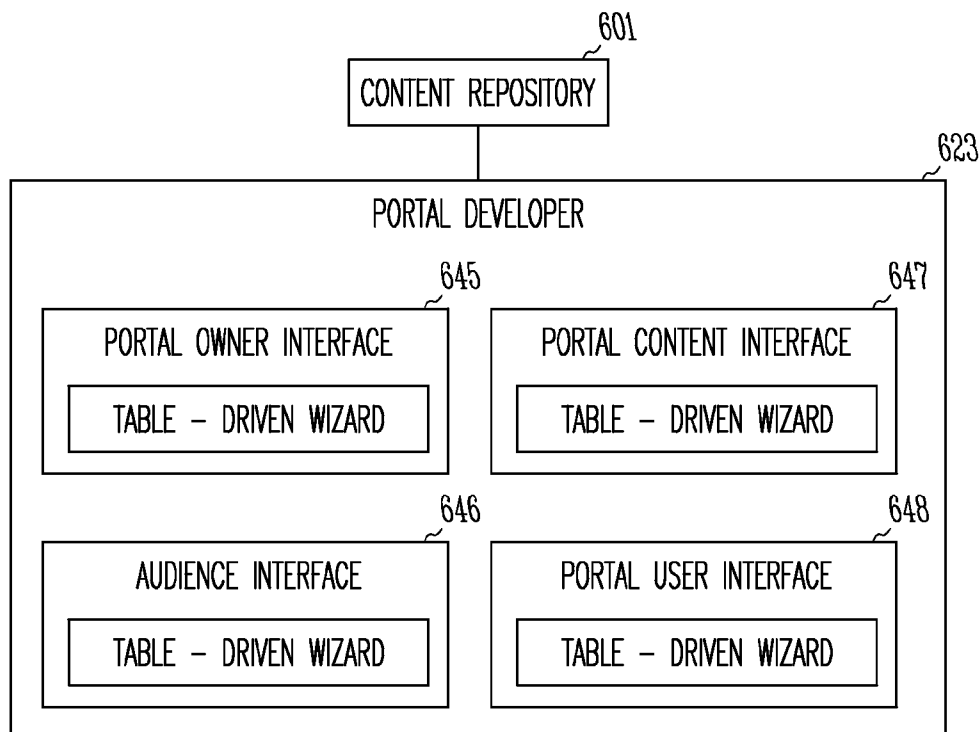 601
CONTENT REPOSITORY
623
PORTAL DEVELOPER
645
PORTAL OWNER INTERFACE
TABLE – DRIVEN WIZARD
647
PORTAL CONTENT INTERFACE
TABLE – DRIVEN WIZARD
646
AUDIENCE INTERFACE
TABLE – DRIVEN WIZARD
648
PORTAL USER INTERFACE
TABLE – DRIVEN WIZARD